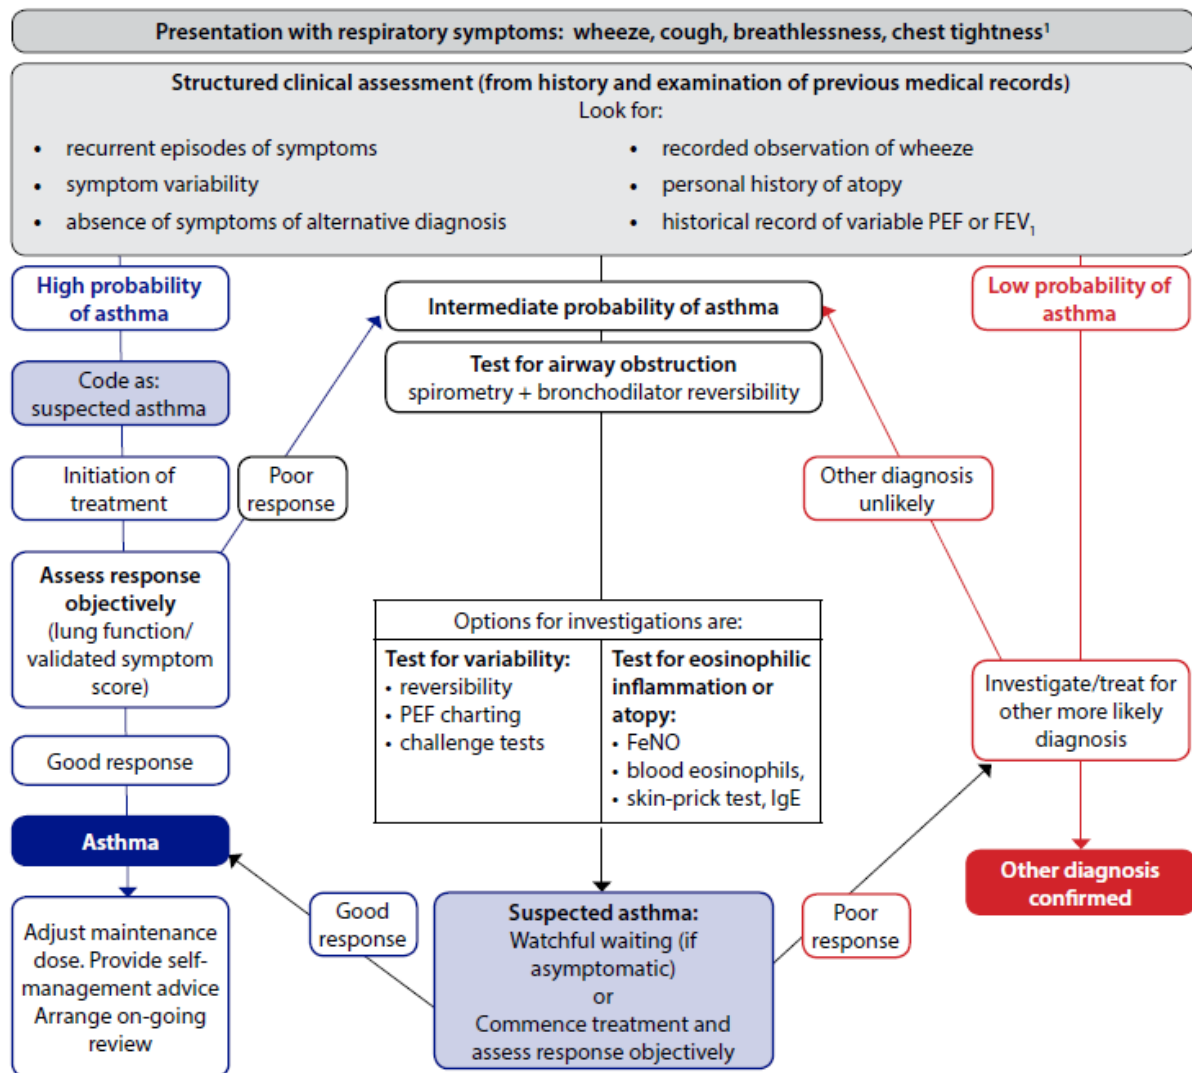 Presentation with respiratory symptoms: wheeze, cough, breathlessness, chest tightness¹
Structured clinical assessment (from history and examination of previous medical records)
Look for:
• recurrent episodes of symptoms
• symptom variability
• absence of symptoms of alternative diagnosis
• recorded observation of wheeze
• personal history of atopy
• historical record of variable PEF or FEV₁
High probability
of asthma
Code as:
suspected asthma
Initiation of
treatment
Assess response
objectively
(lung function/
validated symptom
score)
Good response
Asthma
Adjust maintenance
dose. Provide self-
management advice
Arrange on-going
review
Poor
response
Intermediate probability of asthma
Test for airway obstruction
spirometry + bronchodilator reversibility
Options for investigations are:
Test for variability:
• reversibility
• PEF charting
• challenge tests
Test for eosinophilic
inflammation or
atopy:
• FeNO
• blood eosinophils,
• skin-prick test, IgE
Good
response
Suspected asthma:
Watchful waiting (if
asymptomatic)
or
Commence treatment and
assess response objectively
Poor
response
Low probability of
asthma
Other diagnosis
unlikely
Investigate/treat for
other more likely
diagnosis
Other diagnosis
confirmed